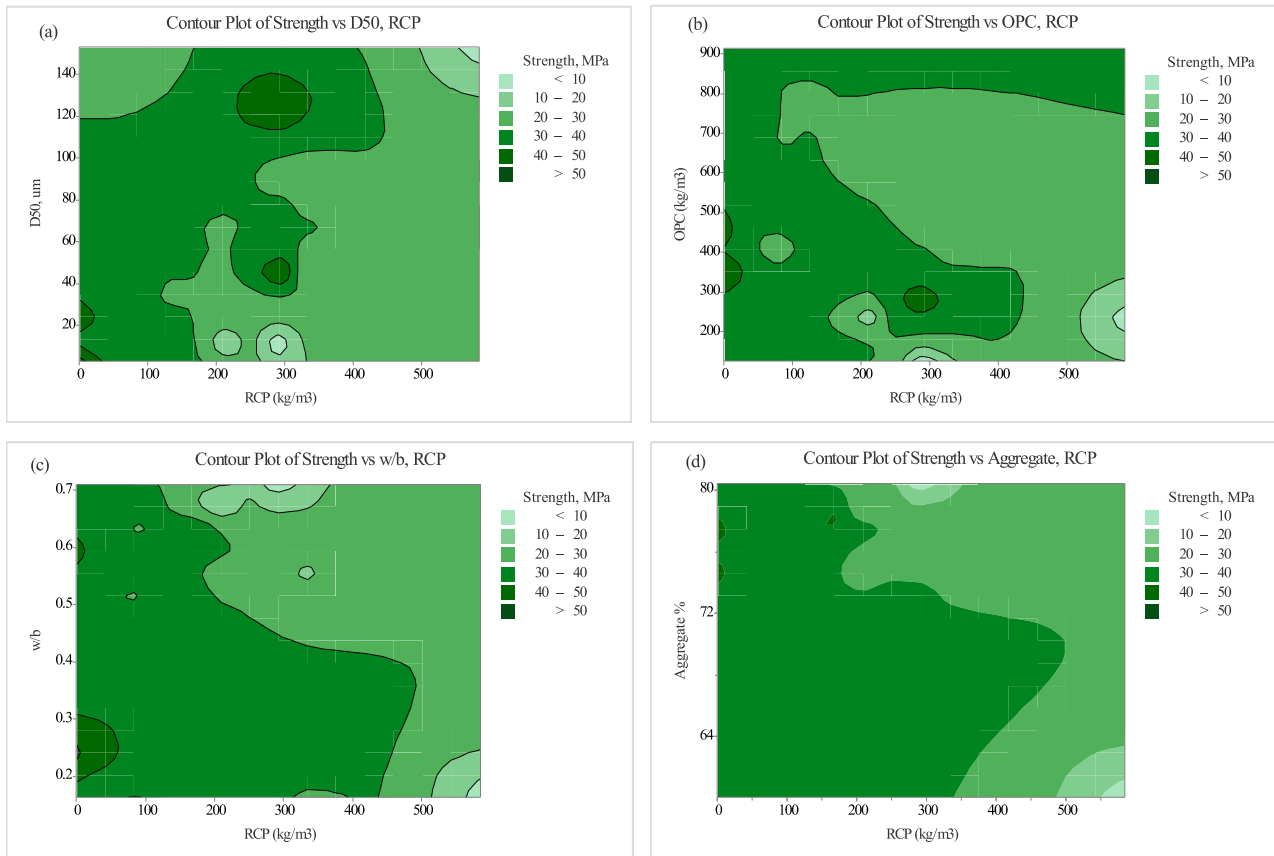 (a)
Contour Plot of Strength vs D50, RCP
D50, um
140
120
100
80
60
40
20
0
100
200
300
400
500
RCP (kg/m3)
Strength, MPa
< 10
10 – 20
20 – 30
30 – 40
40 – 50
> 50
(b)
Contour Plot of Strength vs OPC, RCP
OPC (kg/m3)
900
800
700
600
500
400
300
200
0
100
200
300
400
500
RCP (kg/m3)
Strength, MPa
< 10
10 – 20
20 – 30
30 – 40
40 – 50
> 50
(c)
Contour Plot of Strength vs w/b, RCP
w/b
0.7
0.6
0.5
0.4
0.3
0.2
0
100
200
300
400
500
RCP (kg/m3)
Strength, MPa
< 10
10 – 20
20 – 30
30 – 40
40 – 50
> 50
(d)
Contour Plot of Strength vs Aggregate, RCP
Aggregate %
80
72
64
0
100
200
300
400
500
RCP (kg/m3)
Strength, MPa
< 10
10 – 20
20 – 30
30 – 40
40 – 50
> 50